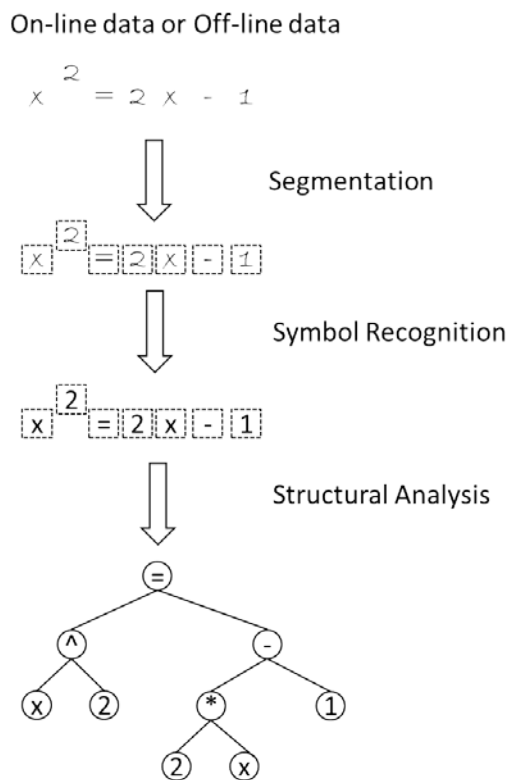 On-line data or Off-line data
x 2 = 2 x - 1
Segmentation
x 2 = 2 x - 1
Symbol Recognition
x 2 = 2 x - 1
Structural Analysis
=
^ -
x 2 * 1
2 x